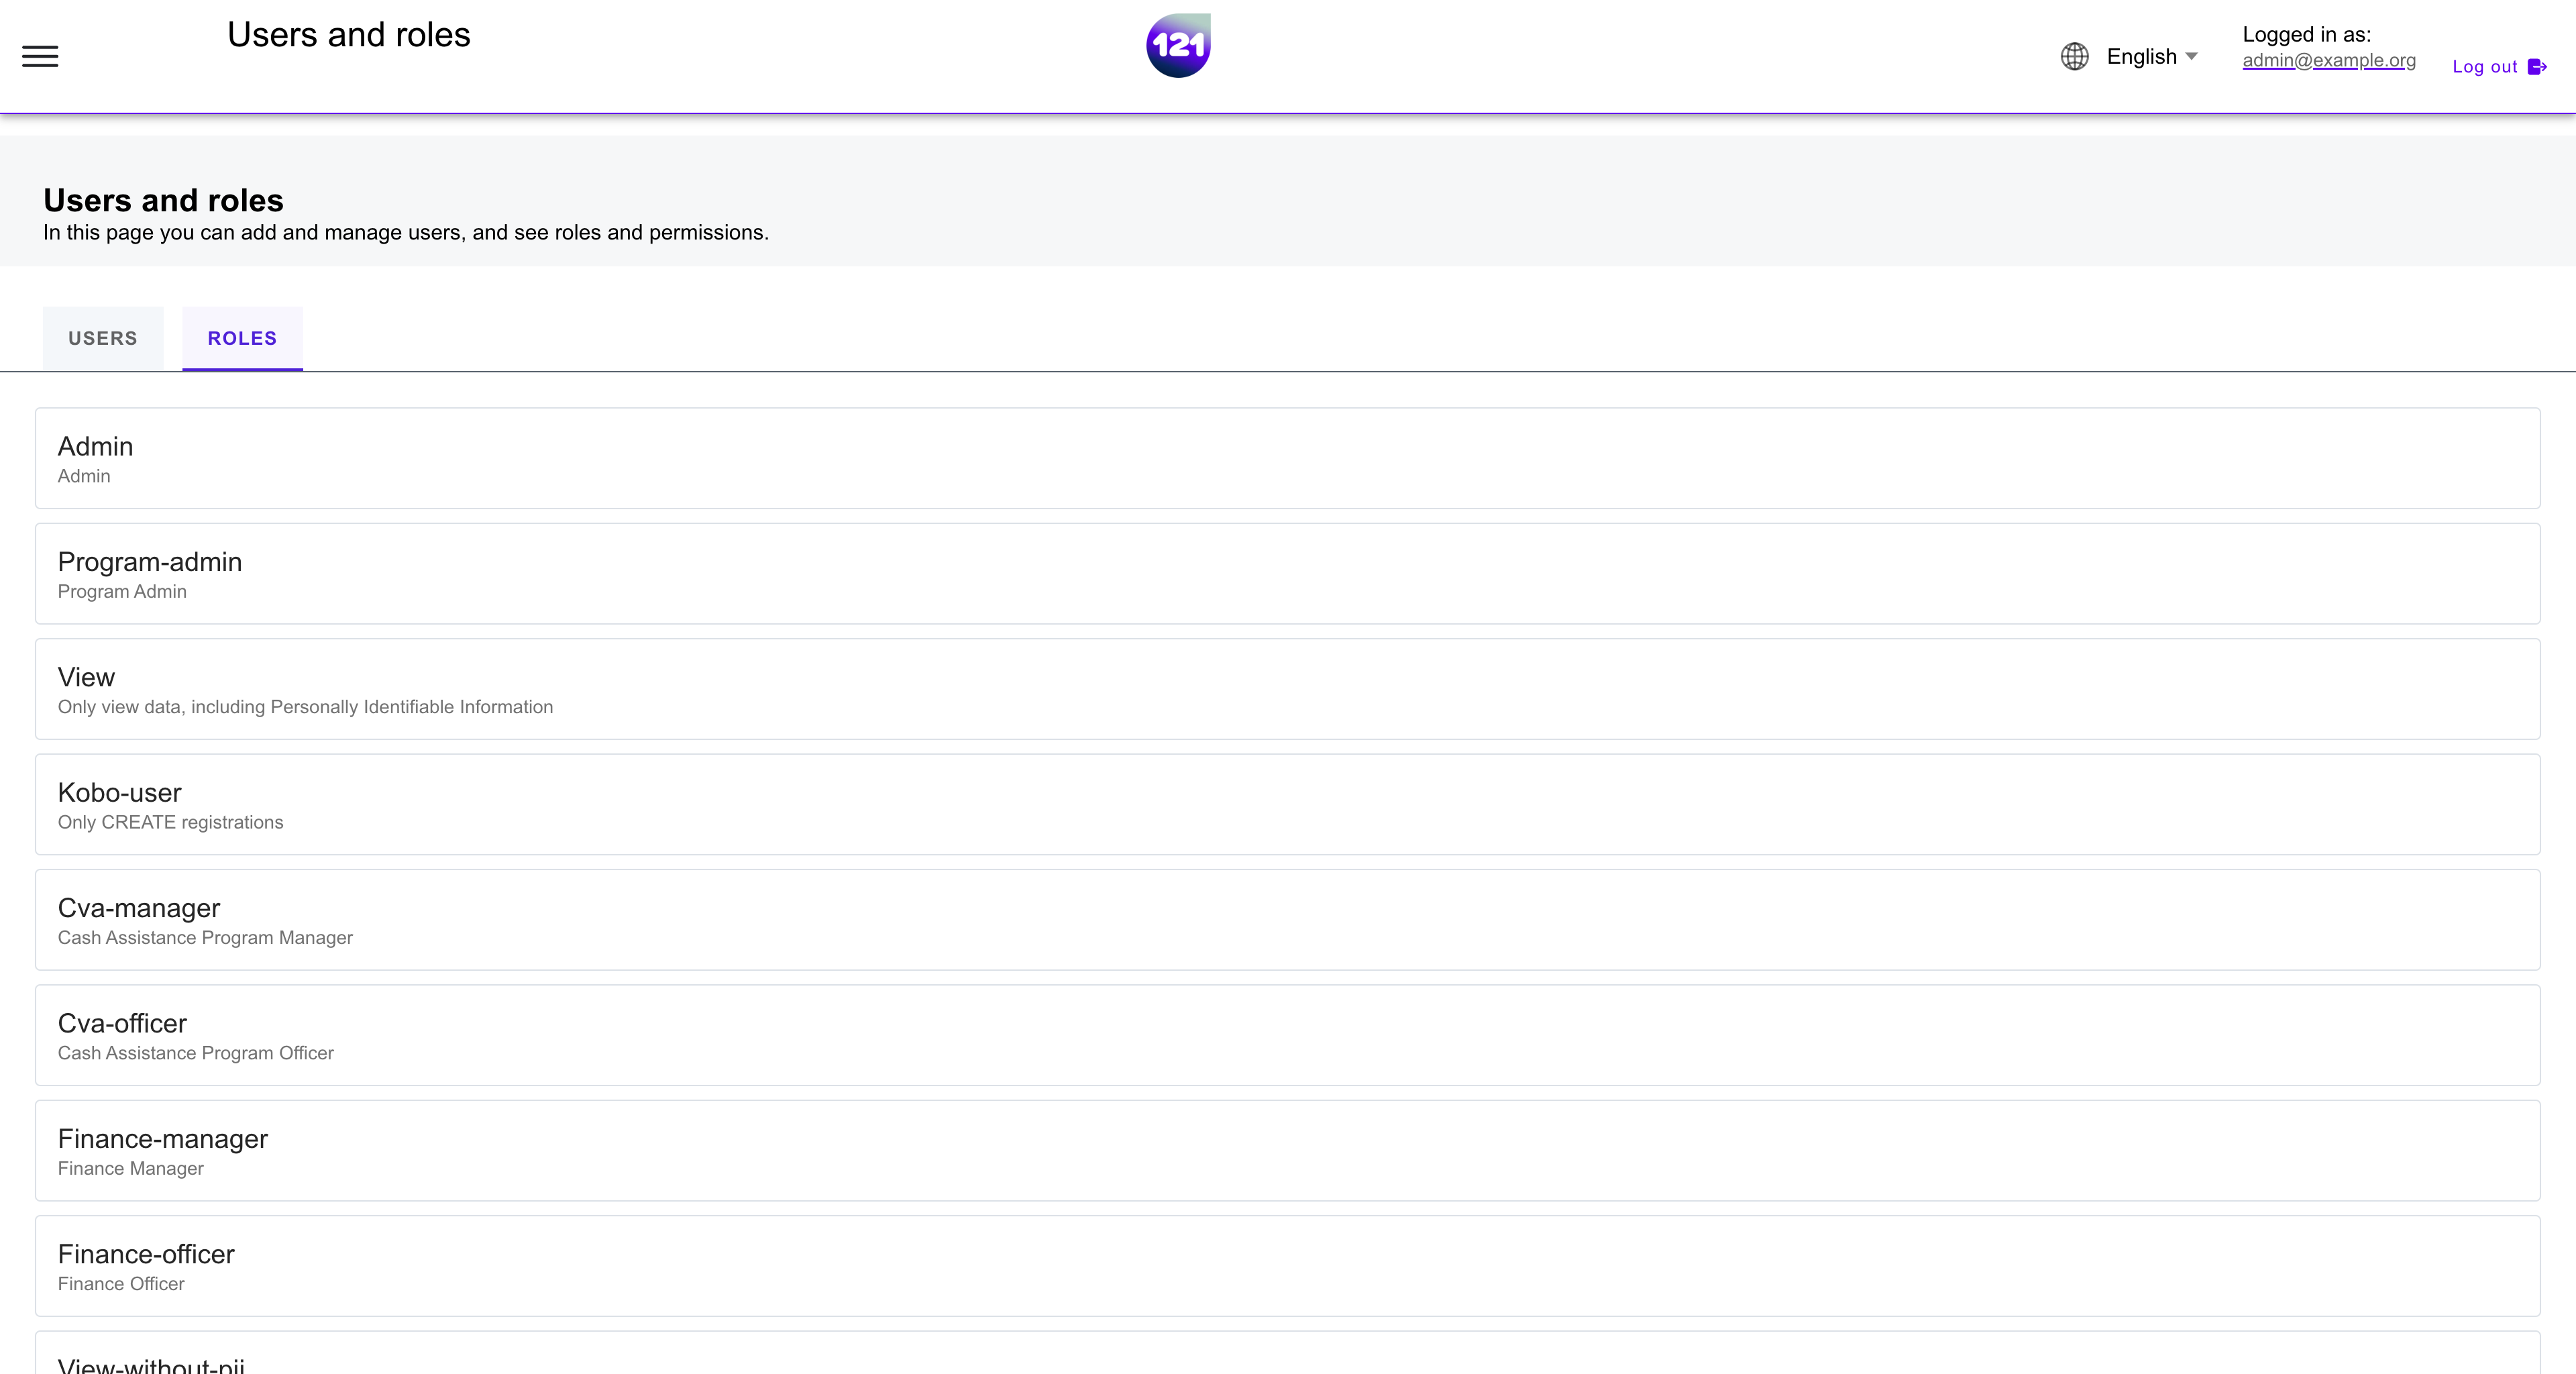 Users and roles
121
English
Logged in as:
admin@example.org
Log out
Users and roles
In this page you can add and manage users, and see roles and permissions.
USERS
ROLES
Admin
Admin
Program-admin
Program Admin
View
Only view data, including Personally Identifiable Information
Kobo-user
Only CREATE registrations
Cva-manager
Cash Assistance Program Manager
Cva-officer
Cash Assistance Program Officer
Finance-manager
Finance Manager
Finance-officer
Finance Officer
View-without-pii